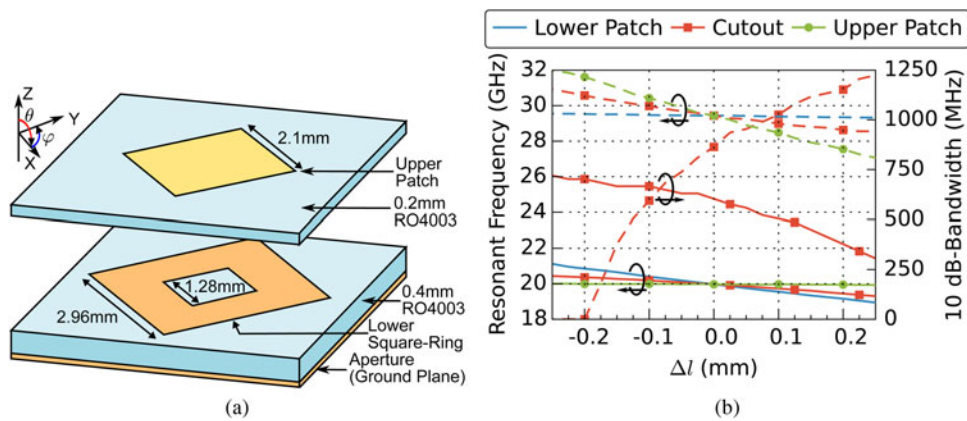 Z
θ
Y
φ
X
2.1mm
Upper
Patch
0.2mm
RO4003
1.28mm
2.96mm
0.4mm
RO4003
Lower
Square-Ring
Aperture
(Ground Plane)
(a)
Lower Patch Cutout Upper Patch
Resonant Frequency (GHz)
32
30
28
26
24
22
20
18
-0.2 -0.1 0.0 0.1 0.2
Δl (mm)
1250
1000
750
500
250
0
10 dB-Bandwidth (MHz)
(b)